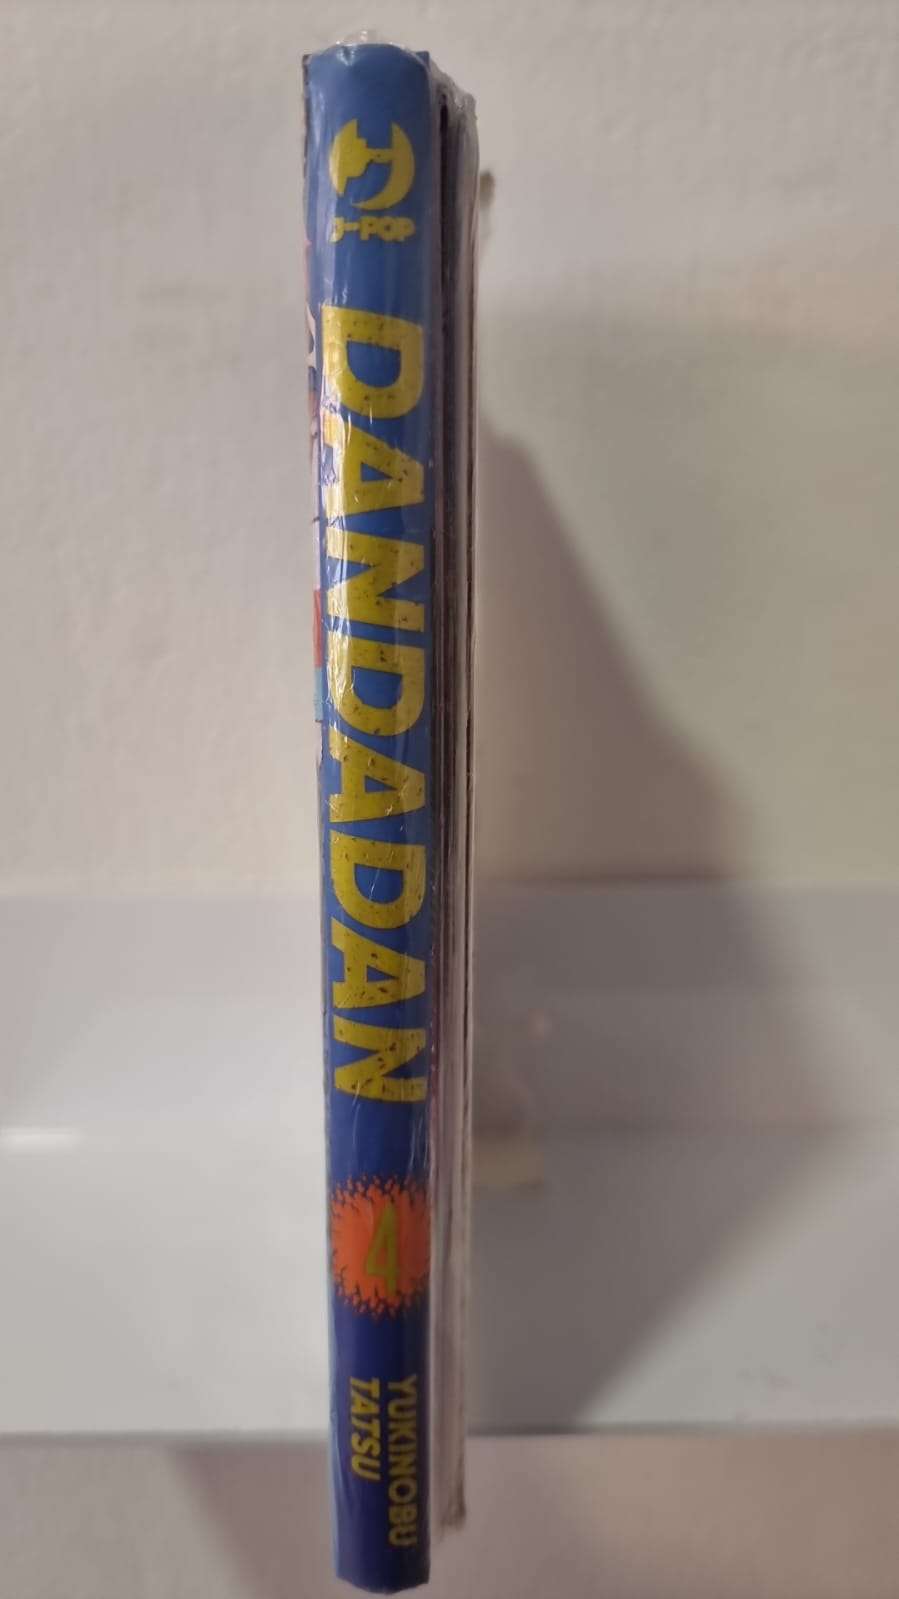 J-POP
DANDADAN
4
YUKINOBU
TATSU